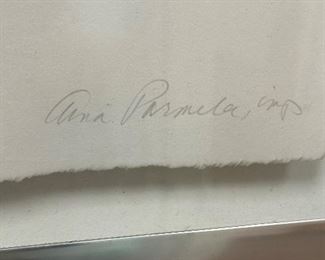 Ana Parmela, imp